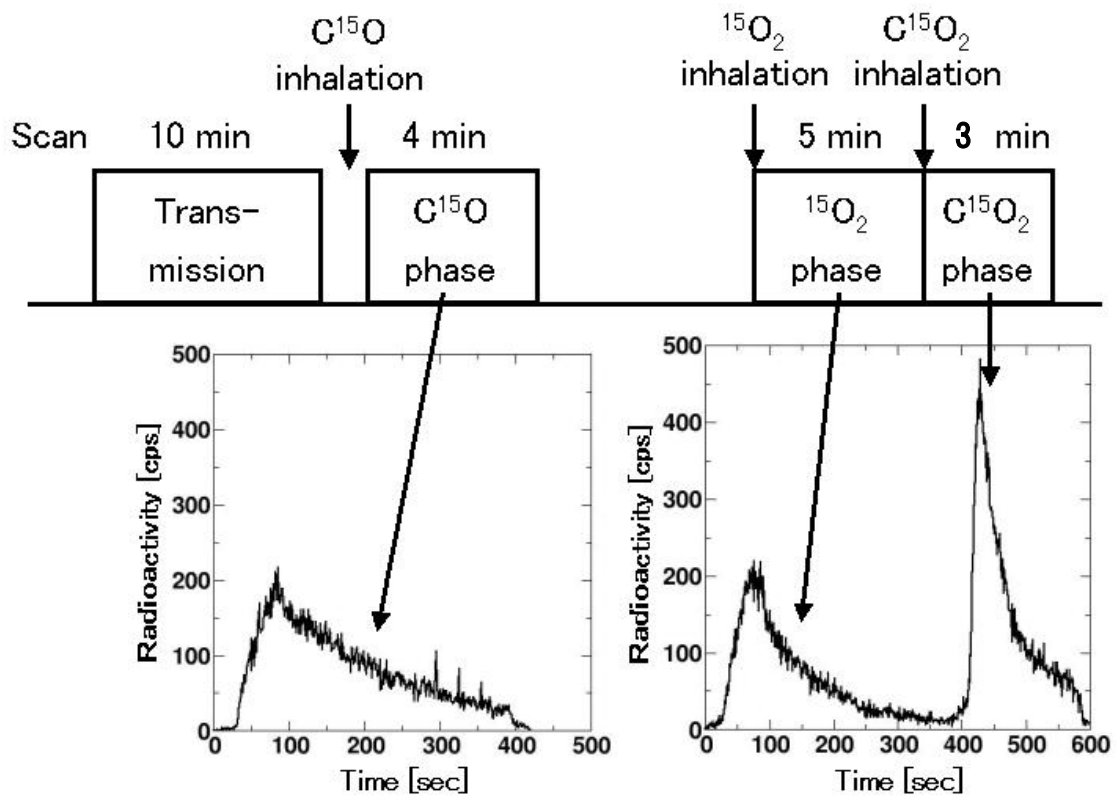 C¹⁵O
inhalation
¹⁵O₂
inhalation
C¹⁵O₂
inhalation
Scan 10 min 4 min 5 min 3 min
Trans-
mission
C¹⁵O
phase
¹⁵O₂
phase
C¹⁵O₂
phase
500
400
300
200
100
0
Radioactivity [cps]
0 100 200 300 400 500
Time [sec]
500
400
300
200
100
0
Radioactivity [cps]
0 100 200 300 400 500 600
Time [sec]